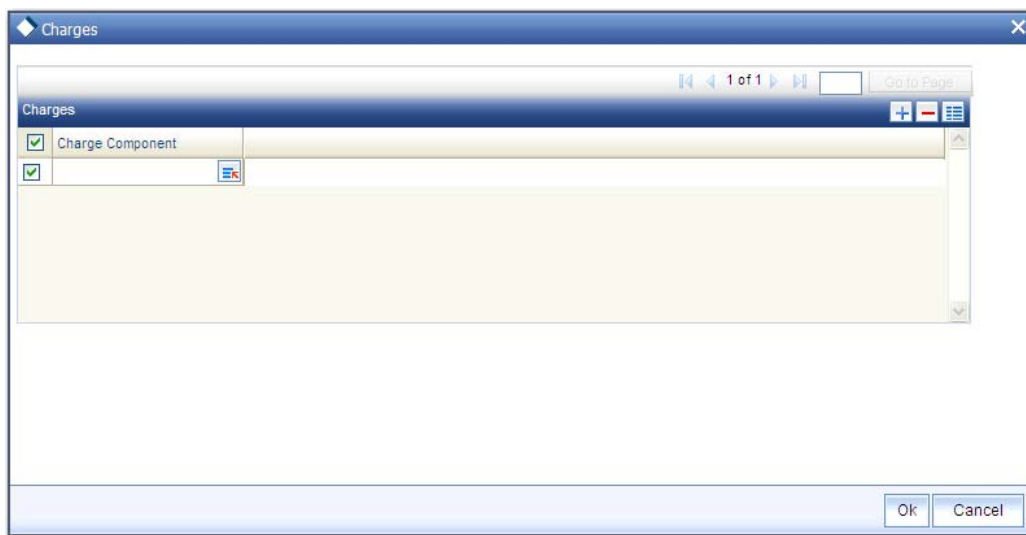 Charges
1 of 1 Go to Page
Charges
Charge Component
Ok Cancel